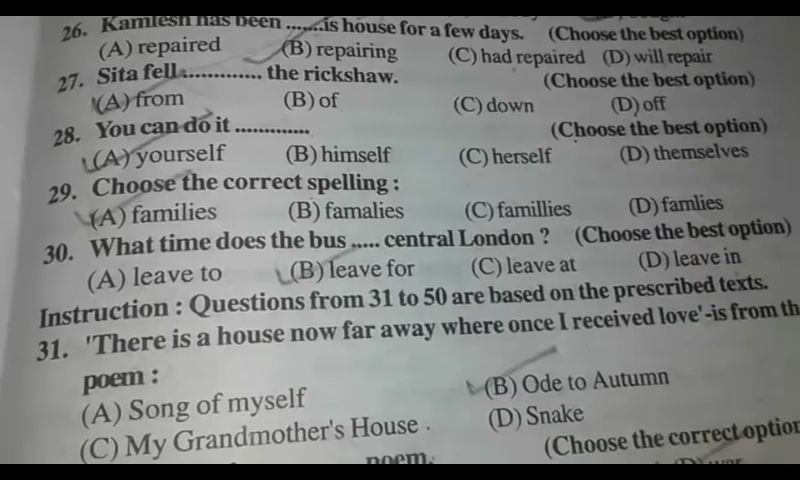 26. Kamlesh has been .......is house for a few days. (Choose the best option)
(A) repaired (B) repairing (C) had repaired (D) will repair
27. Sita fell ............. the rickshaw. (Choose the best option)
(A) from (B) of (C) down (D) off
28. You can do it ............. (Choose the best option)
(A) yourself (B) himself (C) herself (D) themselves
29. Choose the correct spelling :
(A) families (B) famalies (C) famillies (D) famlies
30. What time does the bus ..... central London ? (Choose the best option)
(A) leave to (B) leave for (C) leave at (D) leave in
Instruction : Questions from 31 to 50 are based on the prescribed texts.
31. 'There is a house now far away where once I received love'-is from th
poem :
(A) Song of myself (B) Ode to Autumn
(C) My Grandmother's House . (D) Snake
(Choose the correct option
poem.